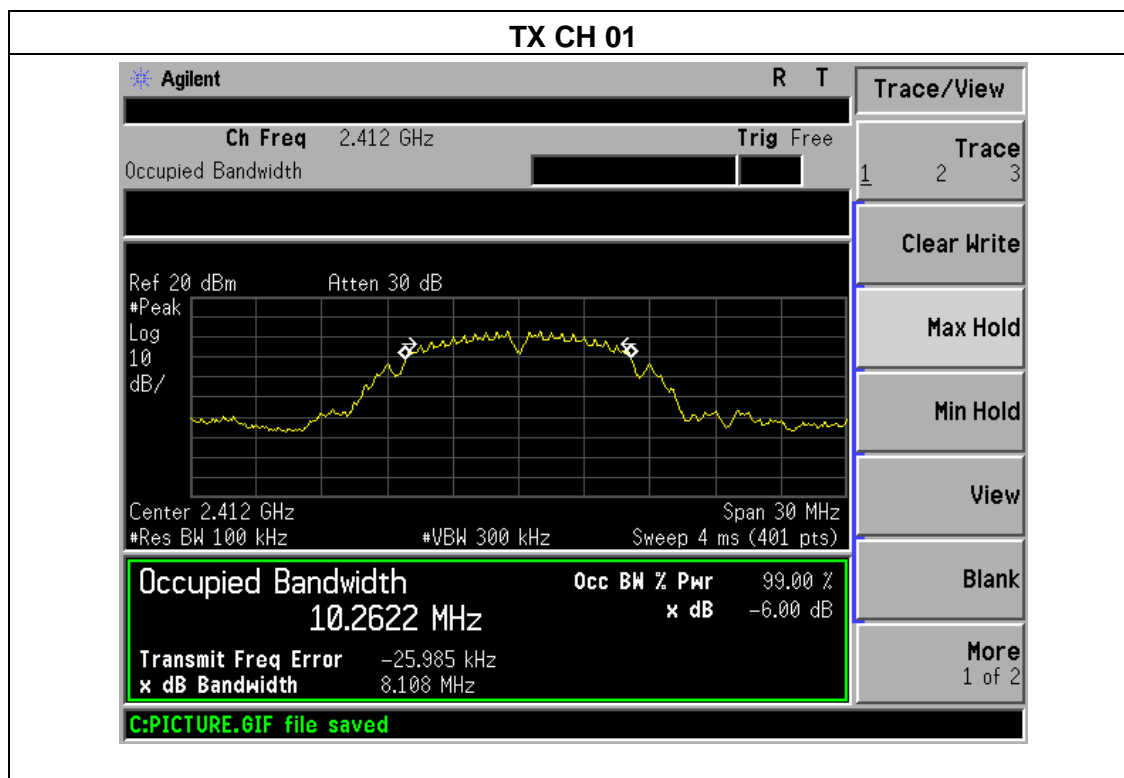 TX CH 01
Agilent R T
Trace/View
Ch Freq 2.412 GHz Trig Free
Occupied Bandwidth
Trace
1 2 3
Clear Write
Ref 20 dBm Atten 30 dB
#Peak
Log
10
dB/
Max Hold
Min Hold
View
Center 2.412 GHz Span 30 MHz
#Res BW 100 kHz #VBW 300 kHz Sweep 4 ms (401 pts)
Occupied Bandwidth Occ BW % Pwr 99.00 %
10.2622 MHz x dB -6.00 dB
Blank
Transmit Freq Error -25.985 kHz
x dB Bandwidth 8.108 MHz
More
1 of 2
C:PICTURE.GIF file saved